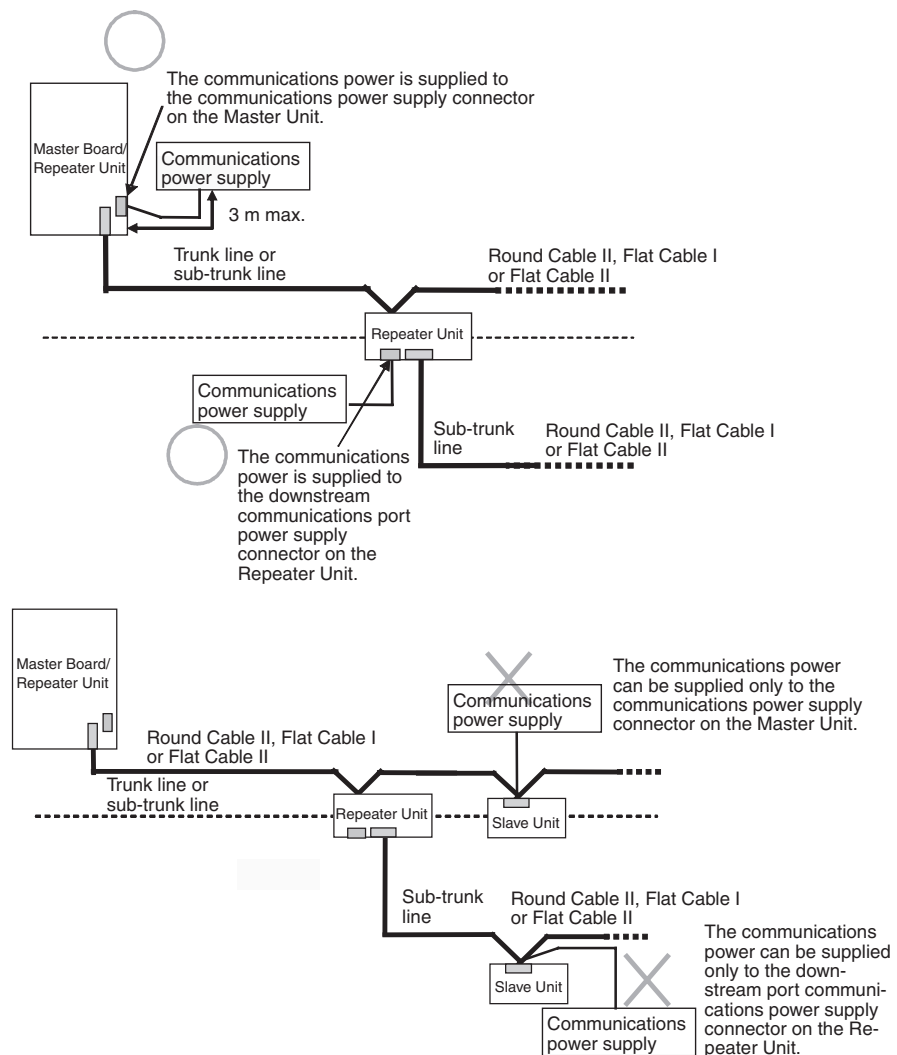 The communications power is supplied to
the communications power supply connector
on the Master Unit.
Master Board/
Repeater Unit
Communications
power supply
3 m max.
Trunk line or
sub-trunk line
Round Cable II, Flat Cable I
or Flat Cable II
Repeater Unit
Communications
power supply
Sub-trunk
line
Round Cable II, Flat Cable I
or Flat Cable II
The communications
power is supplied to
the downstream
communications port
power supply
connector on the
Repeater Unit.
Master Board/
Repeater Unit
Communications
power supply
The communications power
can be supplied only to the
communications power supply
connector on the Master Unit.
Round Cable II, Flat Cable I
or Flat Cable II
Trunk line or
sub-trunk line
Repeater Unit
Slave Unit
Sub-trunk
line
Round Cable II, Flat Cable I
or Flat Cable II
Slave Unit
Communications
power supply
The communications
power can be supplied
only to the down-
stream port communi-
cations power supply
connector on the Re-
peater Unit.